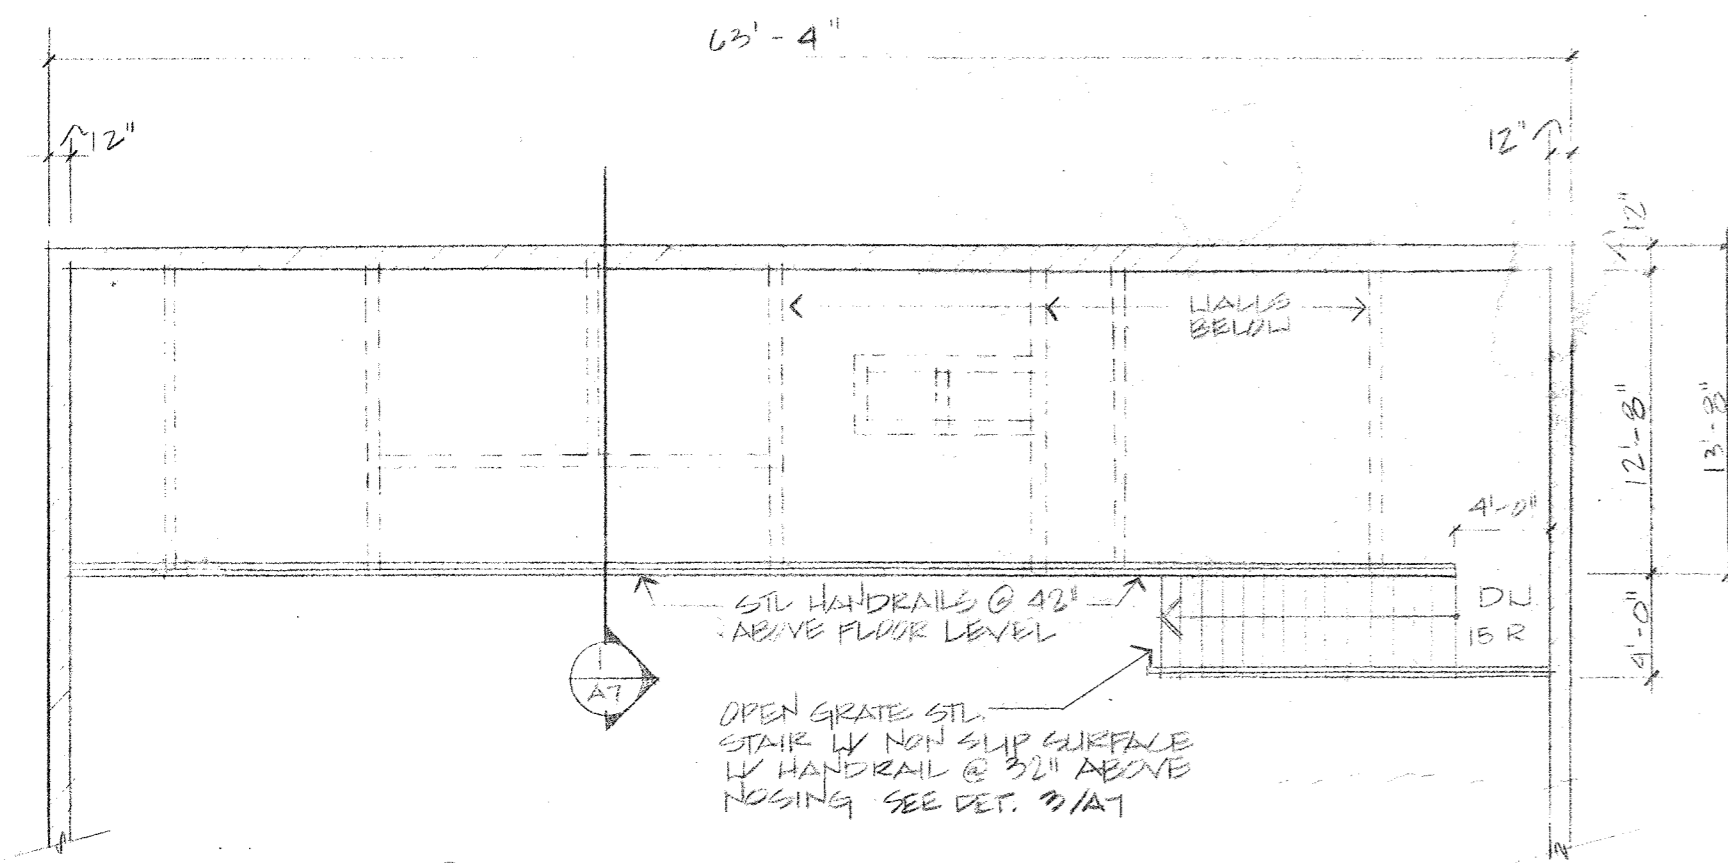 63'-4"
12"
12"
12"
WALLS
BELOW
12'-8"
13'-8"
4'-0"
STL HANDRAILS @ 42"
ABOVE FLOOR LEVEL
DN
15 R
4'-0"
A7
OPEN GRATE STL.
STAIR W/ NON SLIP SURFACE
W/ HANDRAIL @ 32" ABOVE
NOSING SEE DET. 3/A7